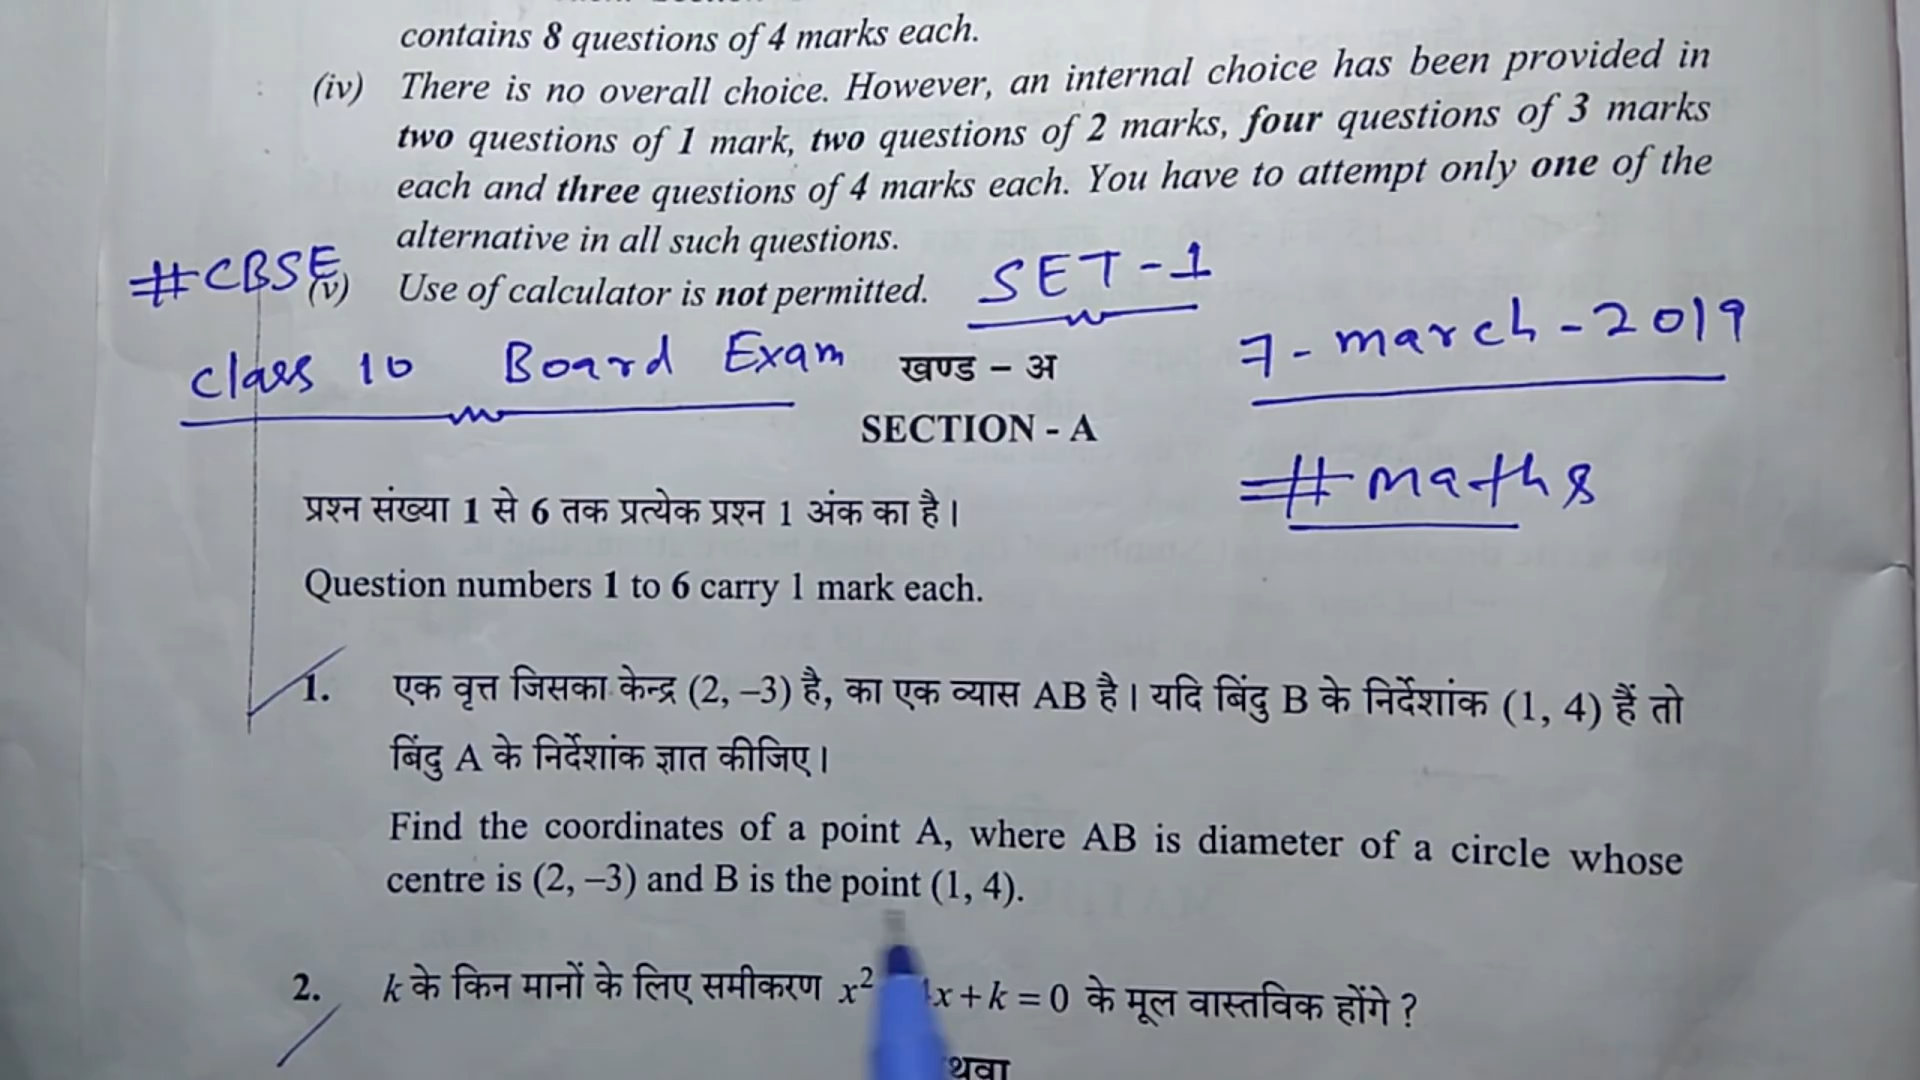 contains 8 questions of 4 marks each.
(iv) There is no overall choice. However, an internal choice has been provided in
two questions of 1 mark, two questions of 2 marks, four questions of 3 marks
each and three questions of 4 marks each. You have to attempt only one of the
alternative in all such questions.
#CBSE
(v) Use of calculator is not permitted. SET-1
class 10 Board Exam खण्ड – अ 7-march-2019
SECTION - A
#maths
प्रश्न संख्या 1 से 6 तक प्रत्येक प्रश्न 1 अंक का है।
Question numbers 1 to 6 carry 1 mark each.
1. एक वृत्त जिसका केन्द्र (2, –3) है, का एक व्यास AB है। यदि बिंदु B के निर्देशांक (1, 4) हैं तो
बिंदु A के निर्देशांक ज्ञात कीजिए।
Find the coordinates of a point A, where AB is diameter of a circle whose
centre is (2, –3) and B is the point (1, 4).
2. k के किन मानों के लिए समीकरण x² x + k = 0 के मूल वास्तविक होंगे ?